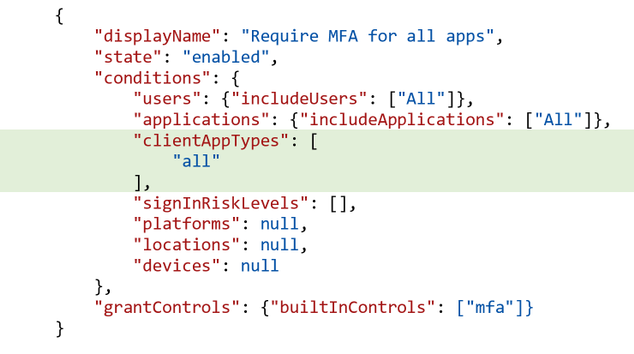 {
"displayName": "Require MFA for all apps",
"state": "enabled",
"conditions": {
"users": {"includeUsers": ["All"]},
"applications": {"includeApplications": ["All"]},
"clientAppTypes": [
"all"
],
"signInRiskLevels": [],
"platforms": null,
"locations": null,
"devices": null
},
"grantControls": {"builtInControls": ["mfa"]}
}